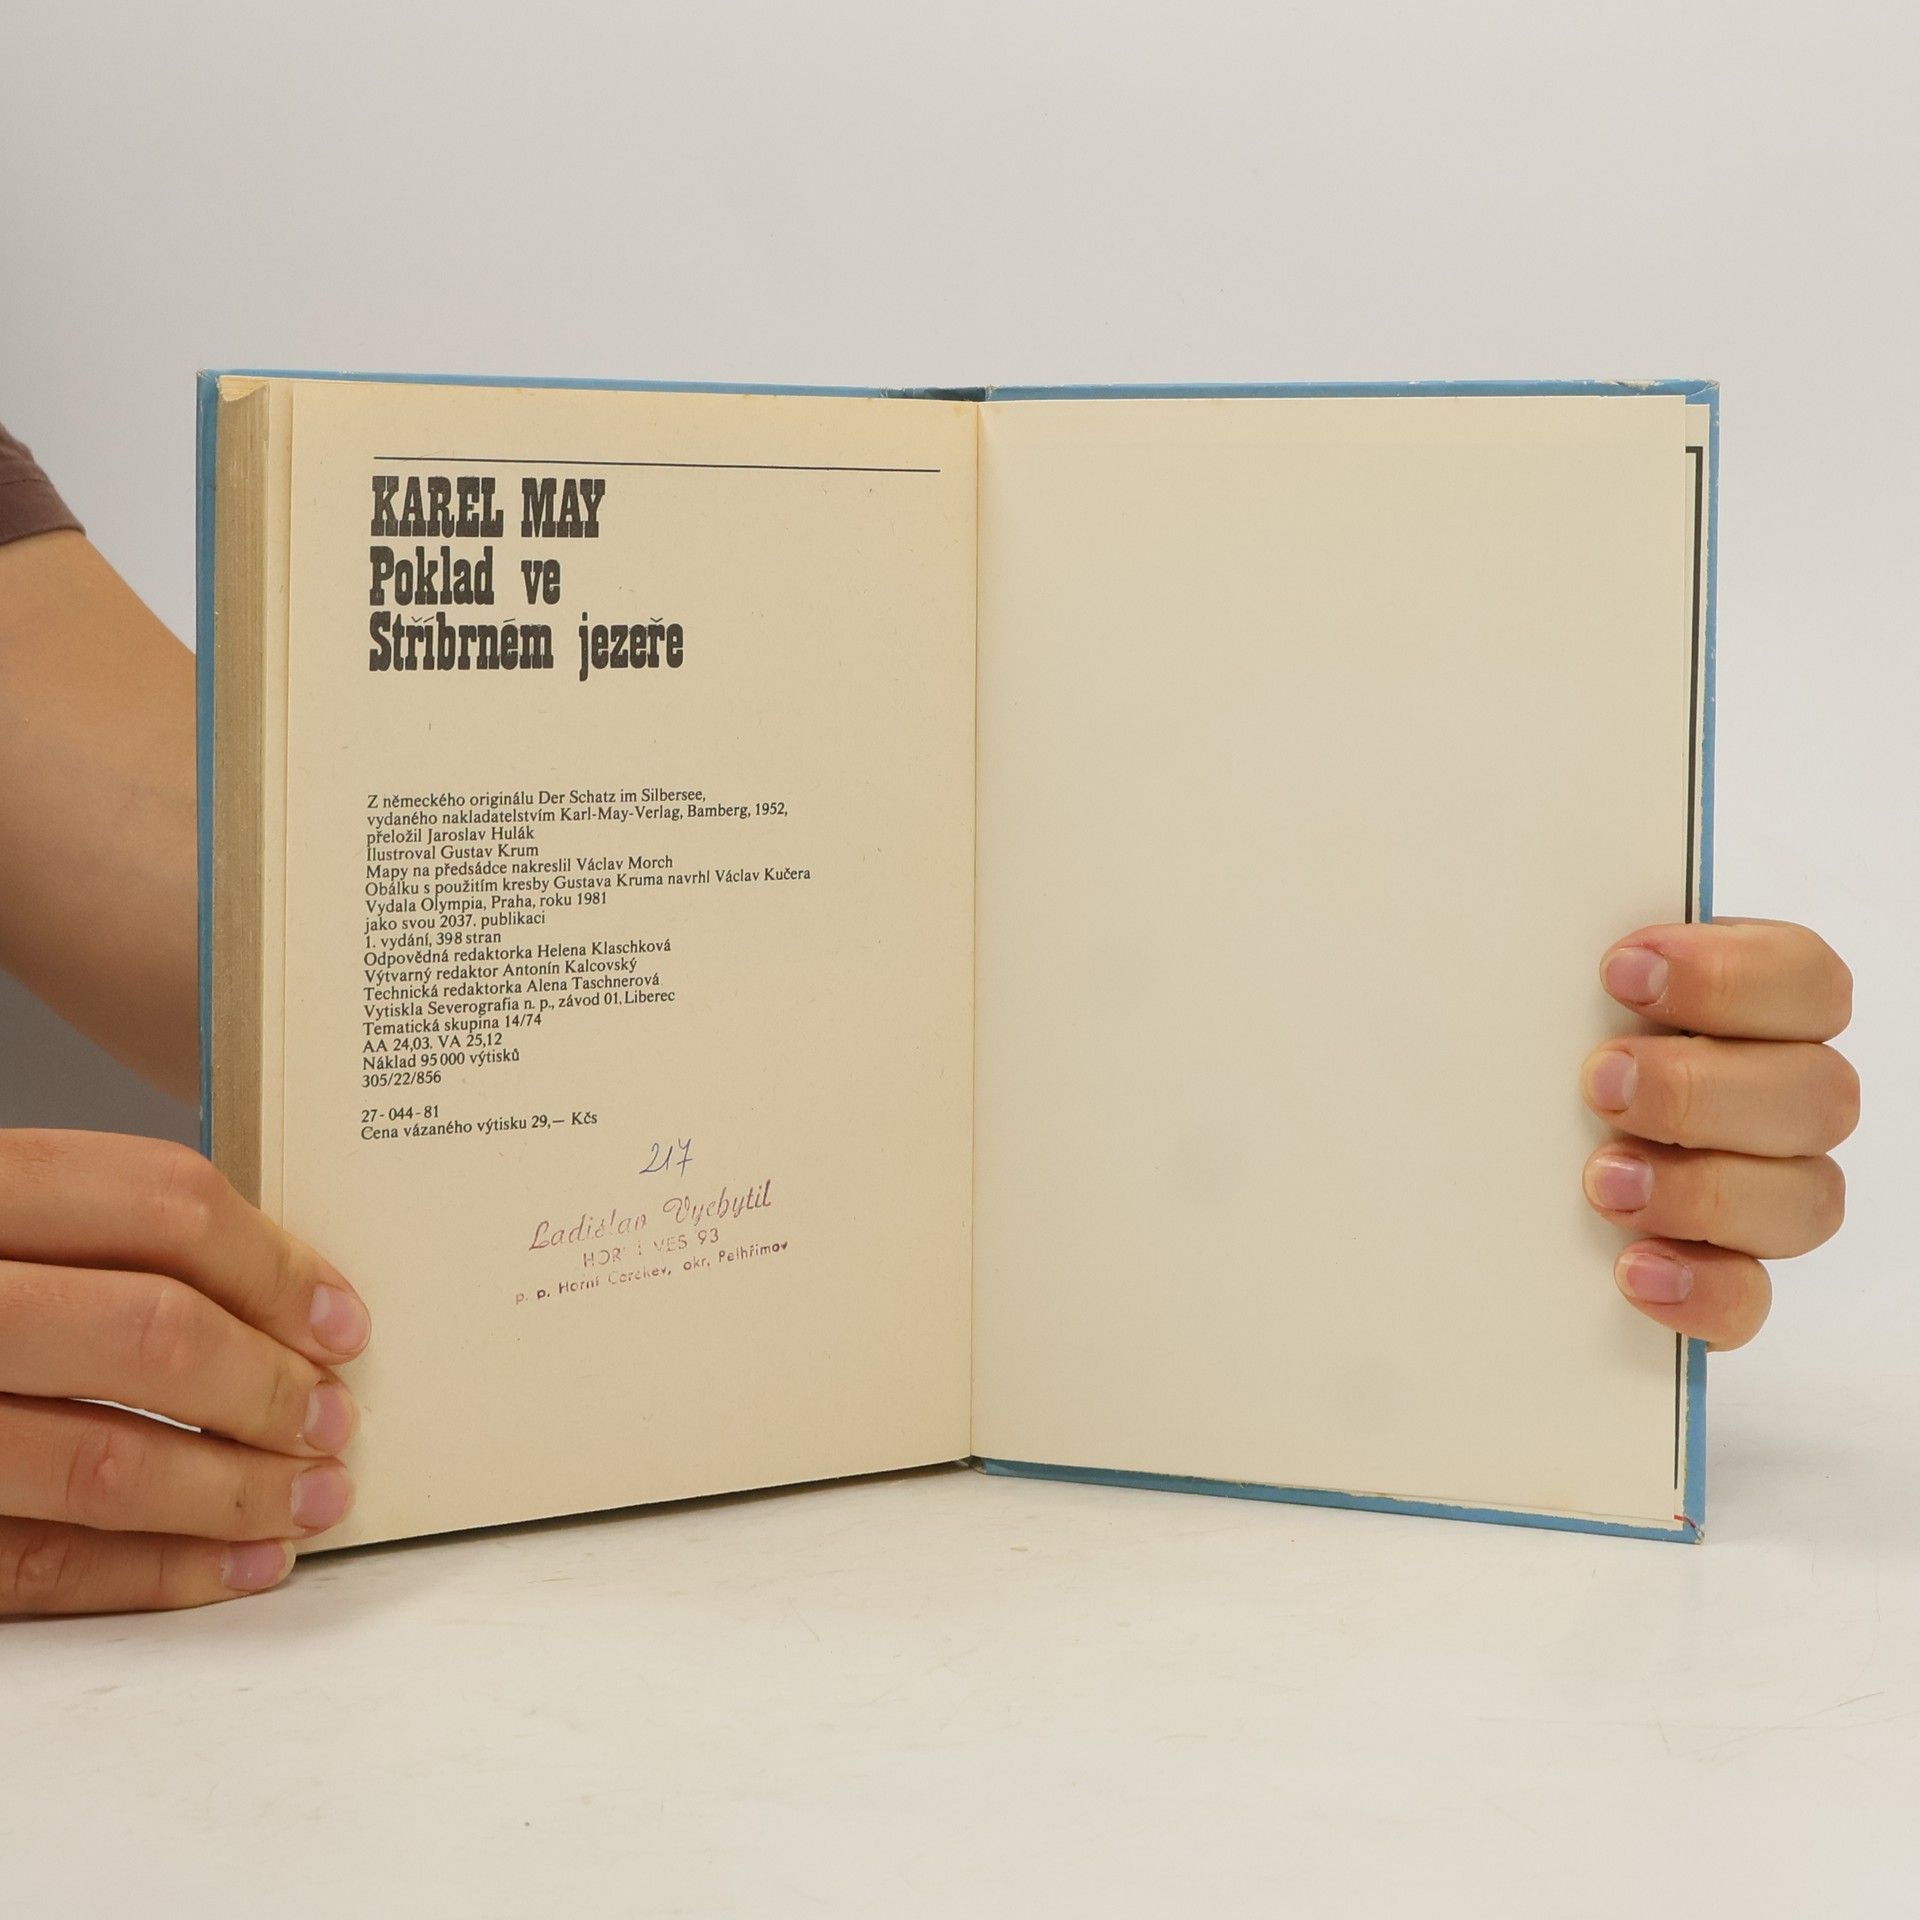 KAREL MAY
Poklad ve
Stříbrném jezeře
Z německého originálu Der Schatz im Silbersee,
vydaného nakladatelstvím Karl-May-Verlag, Bamberg, 1952,
přeložil Jaroslav Hulák
Ilustroval Gustav Krum
Mapy na předsádce nakreslil Václav Morch
Obálku s použitím kresby Gustava Kruma navrhl Václav Kučera
Vydala Olympia, Praha, roku 1981
jako svou 2037. publikaci
1. vydání, 398 stran
Odpovědná redaktorka Helena Klaschková
Výtvarný redaktor Antonín Kalcovský
Technická redaktorka Alena Taschnerová
Vytiskla Severografia n. p., závod 01, Liberec
Tematická skupina 14/74
AA 24,03. VA 25,12
Náklad 95 000 výtisků
305/22/856
27-044-81
Cena vázaného výtisku 29,— Kčs
217
Ladislav Vychytil
VES 93
p. p. Horní Cerekev, okr. Pelhřimov